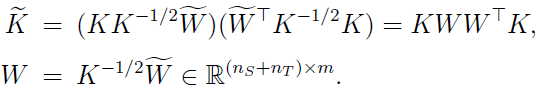 K̃ = (KK^{-1/2}W̃)(W̃^⊤K^{-1/2}K) = KWW^⊤K,
W = K^{-1/2}W̃ ∈ ℝ^{(n_S+n_T)×m}.